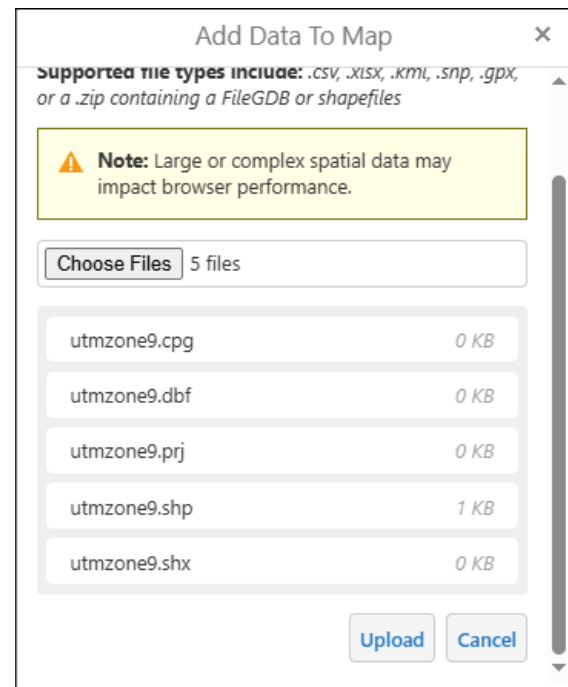 Add Data To Map
Supported file types include: .csv, .xlsx, .kml, .shp, .gpx,
or a .zip containing a FileGDB or shapefiles
Note: Large or complex spatial data may
impact browser performance.
Choose Files 5 files
utmzone9.cpg 0 KB
utmzone9.dbf 0 KB
utmzone9.prj 0 KB
utmzone9.shp 1 KB
utmzone9.shx 0 KB
Upload Cancel